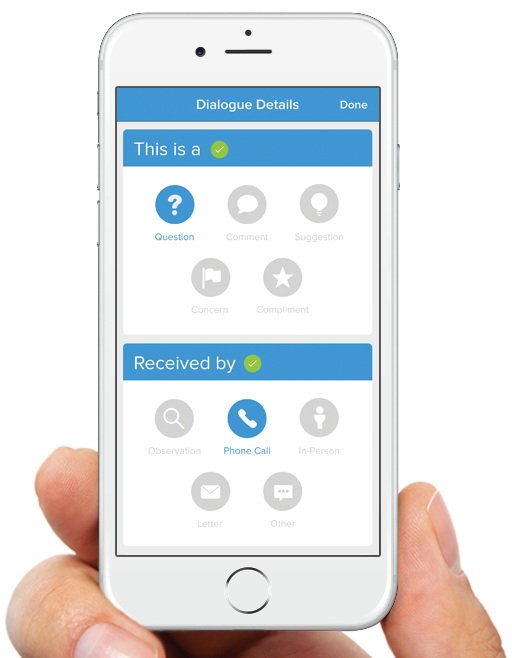 Dialogue Details Done
This is a
Question Comment Suggestion
Concern Compliment
Received by
Observation Phone Call In-Person
Letter Other